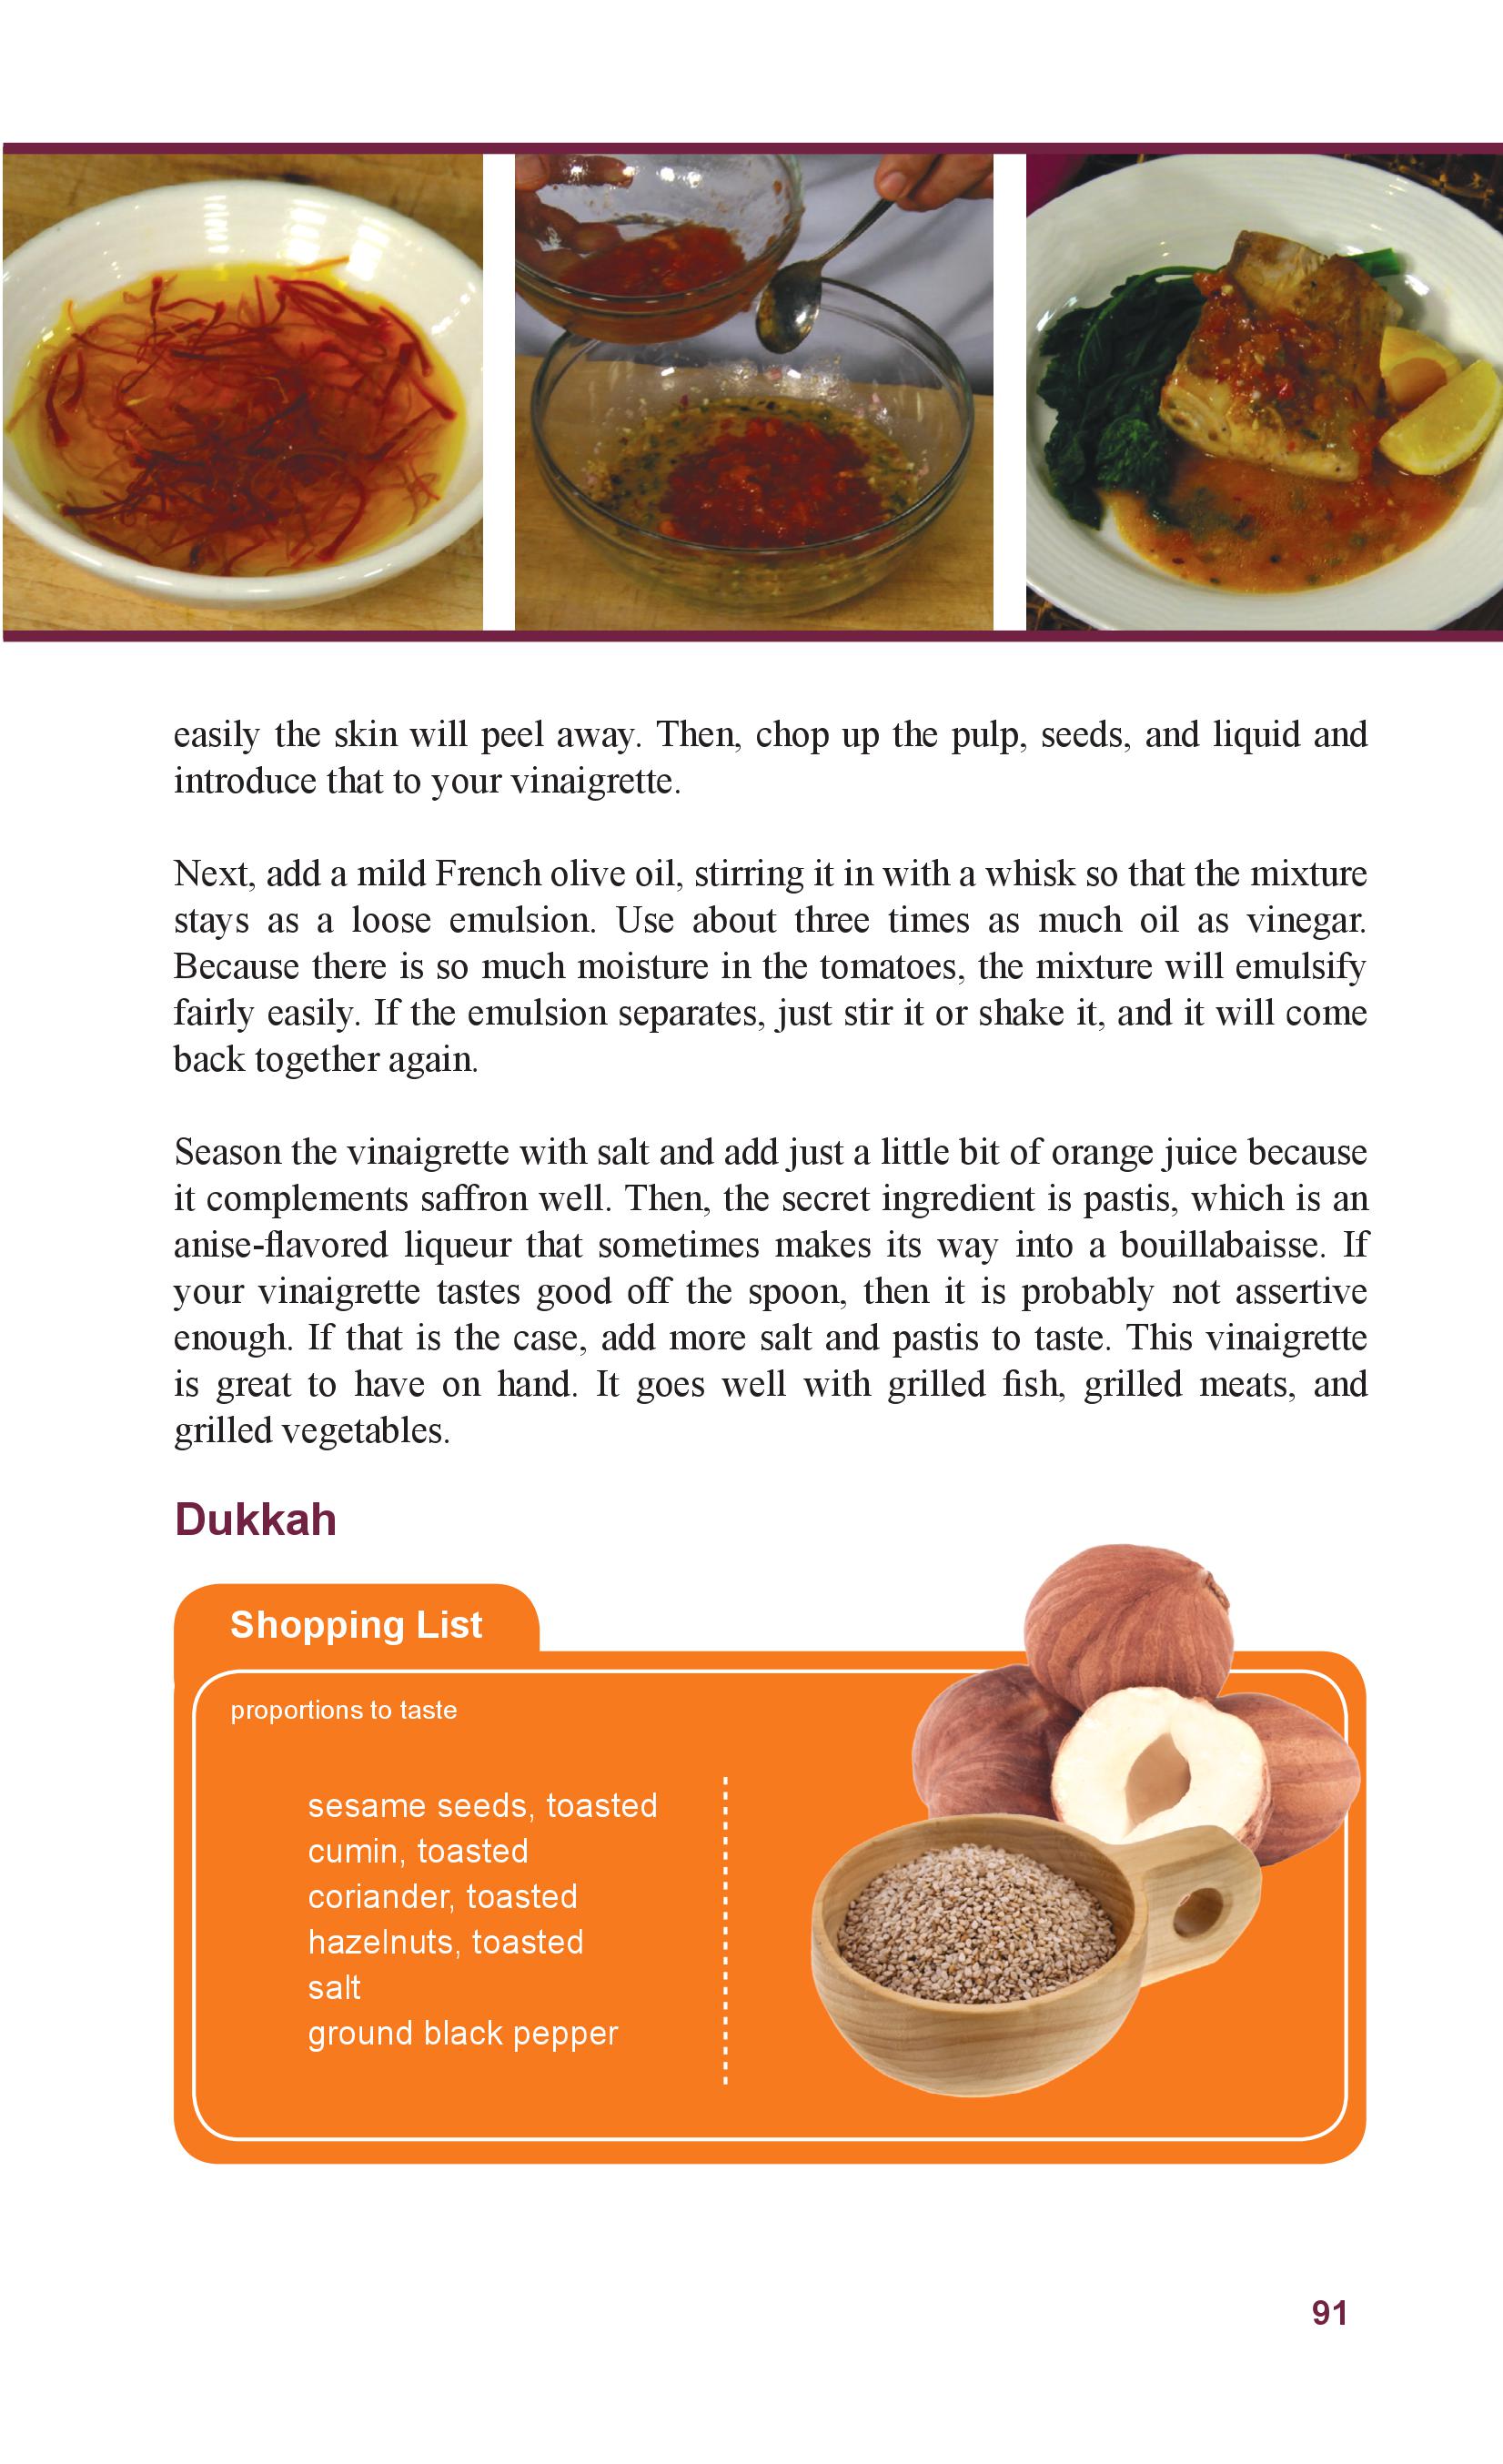 easily the skin will peel away. Then, chop up the pulp, seeds, and liquid and
introduce that to your vinaigrette.
Next, add a mild French olive oil, stirring it in with a whisk so that the mixture
stays as a loose emulsion. Use about three times as much oil as vinegar.
Because there is so much moisture in the tomatoes, the mixture will emulsify
fairly easily. If the emulsion separates, just stir it or shake it, and it will come
back together again.
Season the vinaigrette with salt and add just a little bit of orange juice because
it complements saffron well. Then, the secret ingredient is pastis, which is an
anise-flavored liqueur that sometimes makes its way into a bouillabaisse. If
your vinaigrette tastes good off the spoon, then it is probably not assertive
enough. If that is the case, add more salt and pastis to taste. This vinaigrette
is great to have on hand. It goes well with grilled fish, grilled meats, and
grilled vegetables.
Dukkah
Shopping List
proportions to taste
sesame seeds, toasted
cumin, toasted
coriander, toasted
hazelnuts, toasted
salt
ground black pepper
91